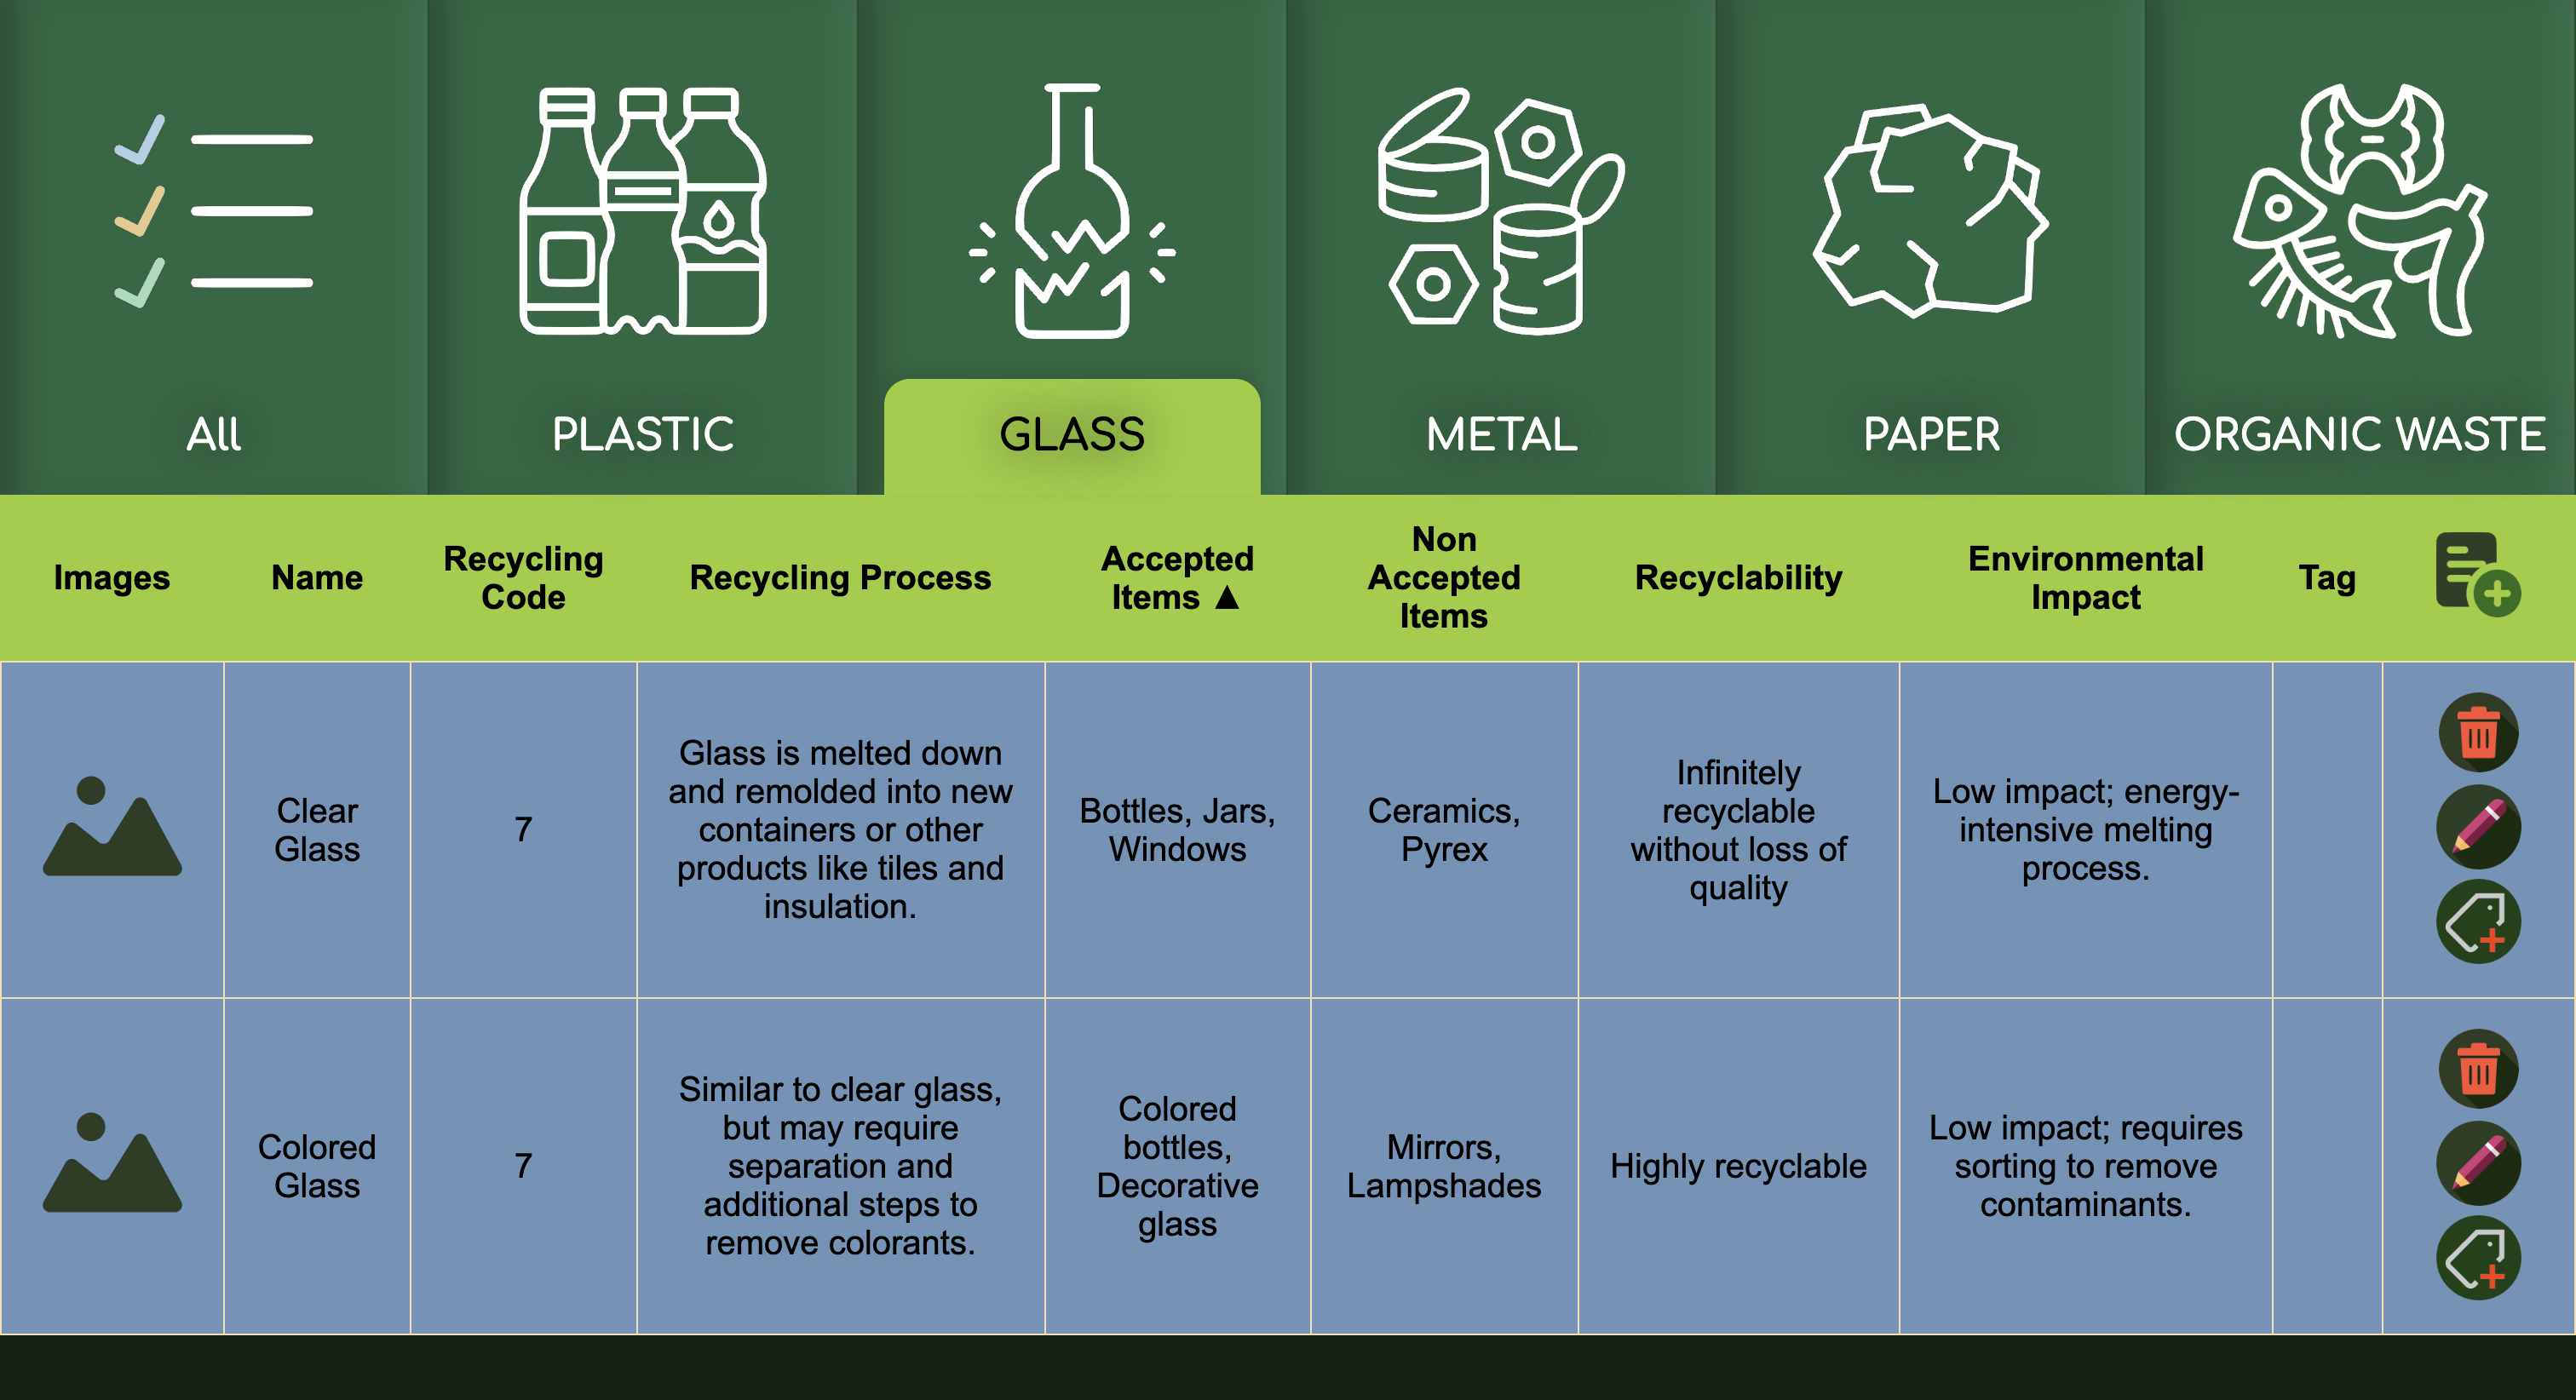 All
PLASTIC
GLASS
METAL
PAPER
ORGANIC WASTE
Images
Name
Recycling
Code
Recycling Process
Accepted
Items ▲
Non
Accepted
Items
Recyclability
Environmental
Impact
Tag
Clear
Glass
7
Glass is melted down
and remolded into new
containers or other
products like tiles and
insulation.
Bottles, Jars,
Windows
Ceramics,
Pyrex
Infinitely
recyclable
without loss of
quality
Low impact; energy-
intensive melting
process.
Colored
Glass
7
Similar to clear glass,
but may require
separation and
additional steps to
remove colorants.
Colored
bottles,
Decorative
glass
Mirrors,
Lampshades
Highly recyclable
Low impact; requires
sorting to remove
contaminants.